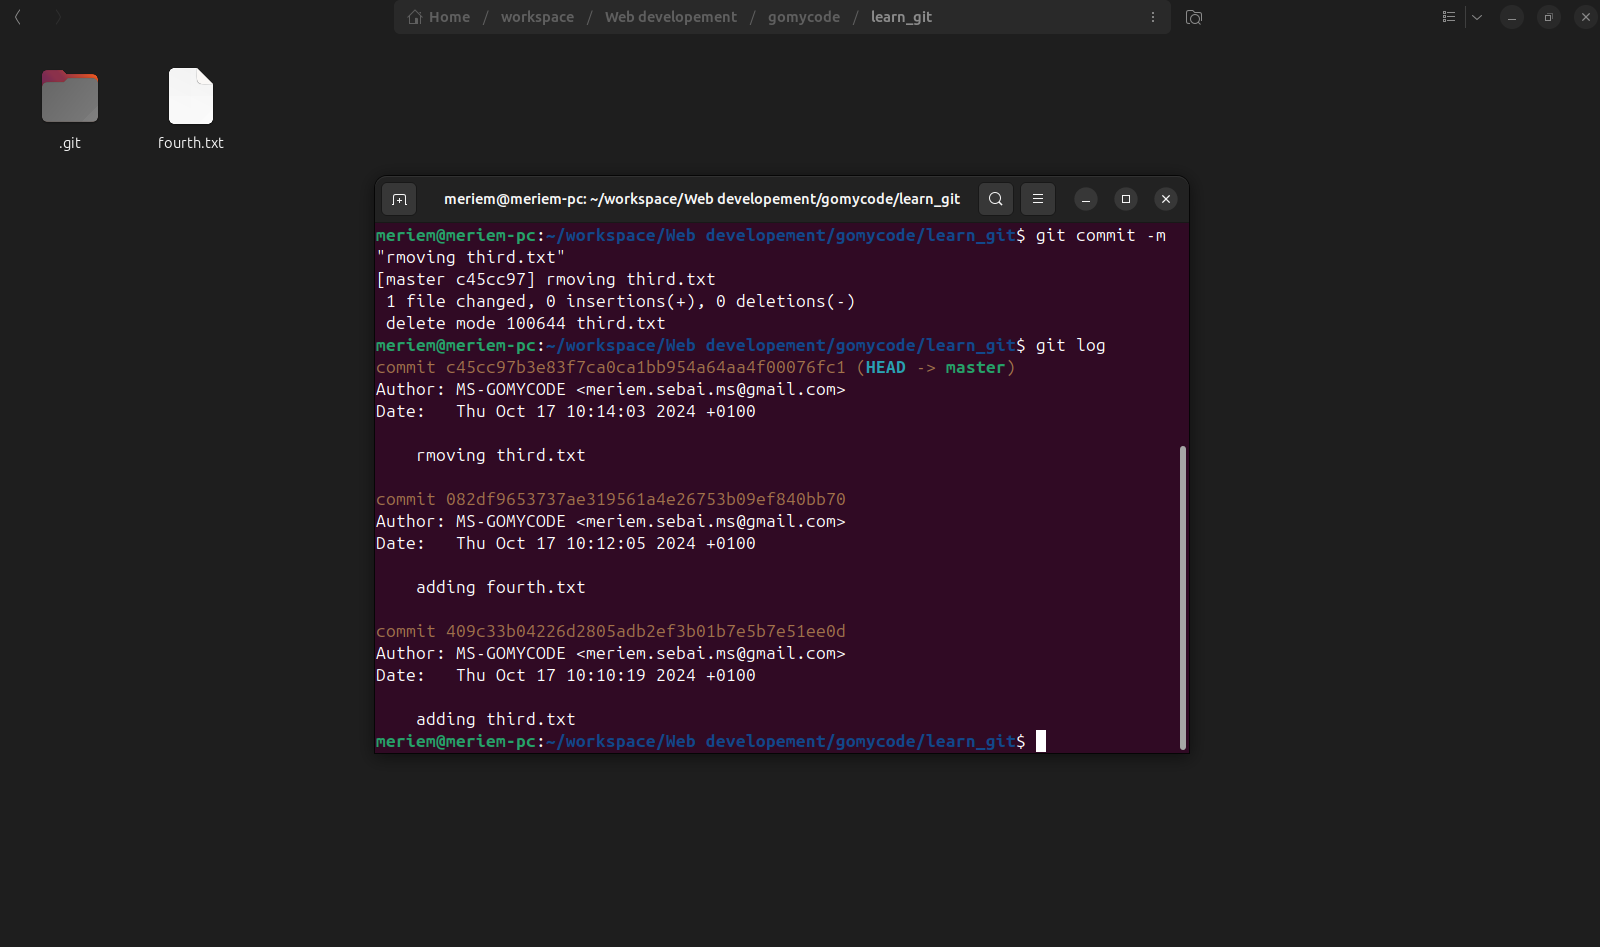 Home / workspace / Web developement / gomycode / learn_git
.git
fourth.txt
meriem@meriem-pc: ~/workspace/Web developement/gomycode/learn_git
meriem@meriem-pc:~/workspace/Web developement/gomycode/learn_git$ git commit -m
"rmoving third.txt"
[master c45cc97] rmoving third.txt
 1 file changed, 0 insertions(+), 0 deletions(-)
 delete mode 100644 third.txt
meriem@meriem-pc:~/workspace/Web developement/gomycode/learn_git$ git log
commit c45cc97b3e83f7ca0ca1bb954a64aa4f00076fc1 (HEAD -> master)
Author: MS-GOMYCODE <meriem.sebai.ms@gmail.com>
Date:   Thu Oct 17 10:14:03 2024 +0100
    rmoving third.txt
commit 082df9653737ae319561a4e26753b09ef840bb70
Author: MS-GOMYCODE <meriem.sebai.ms@gmail.com>
Date:   Thu Oct 17 10:12:05 2024 +0100
    adding fourth.txt
commit 409c33b04226d2805adb2ef3b01b7e5b7e51ee0d
Author: MS-GOMYCODE <meriem.sebai.ms@gmail.com>
Date:   Thu Oct 17 10:10:19 2024 +0100
    adding third.txt
meriem@meriem-pc:~/workspace/Web developement/gomycode/learn_git$